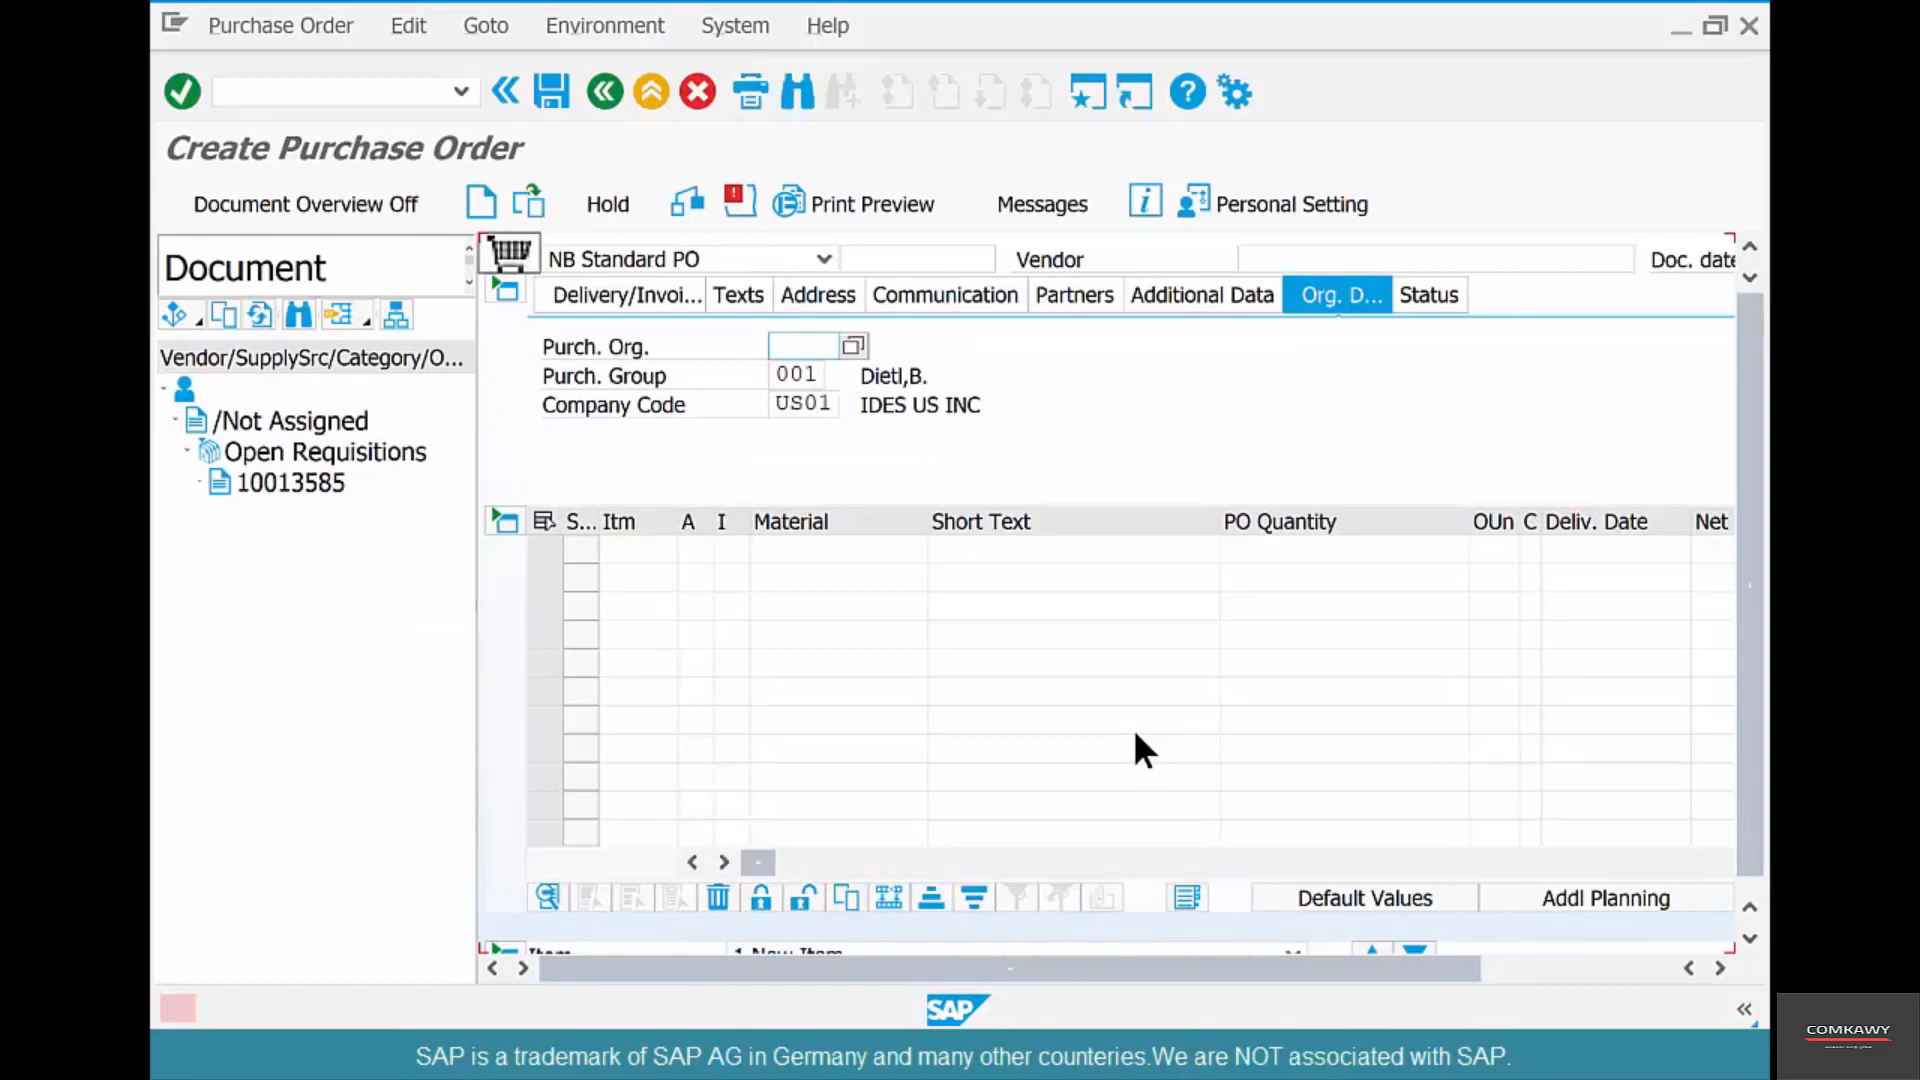 Purchase Order Edit Goto Environment System Help
Create Purchase Order
Document Overview Off Hold Print Preview Messages Personal Setting
Document
NB Standard PO Vendor Doc. date
Delivery/Invoi... Texts Address Communication Partners Additional Data Org. D... Status
Vendor/SupplySrc/Category/O...
/Not Assigned
Open Requisitions
10013585
Purch. Org.
Purch. Group 001 Dietl,B.
Company Code US01 IDES US INC
S... Itm A I Material Short Text PO Quantity OUn C Deliv. Date Net
Default Values Addl Planning
Item 1 New Item
SAP
SAP is a trademark of SAP AG in Germany and many other counteries.We are NOT associated with SAP.
COMKAWY